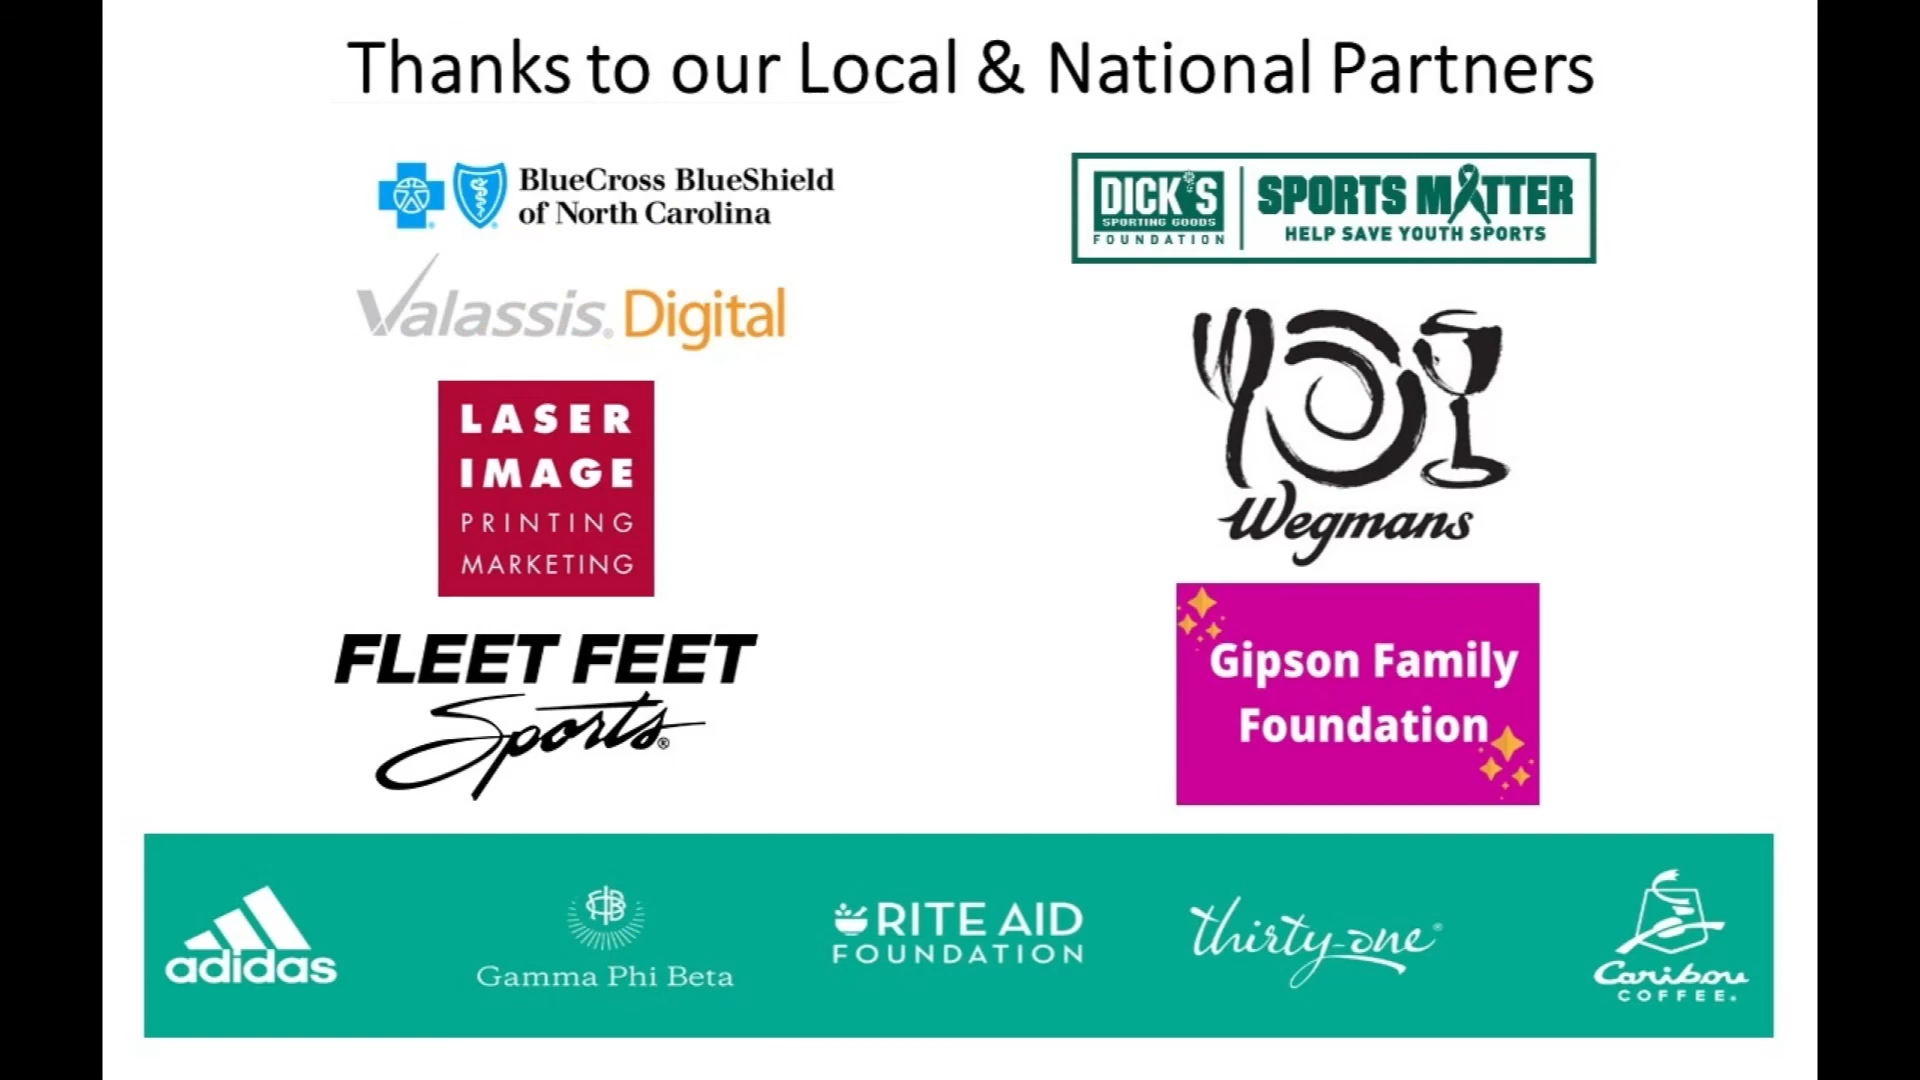 Thanks to our Local & National Partners
BlueCross BlueShield
of North Carolina
DICK'S
SPORTING GOODS
FOUNDATION
SPORTS MATTER
HELP SAVE YOUTH SPORTS
Valassis® Digital
Wegmans
LASER
IMAGE
PRINTING
MARKETING
FLEET FEET
Sports®
Gipson Family
Foundation
adidas
Gamma Phi Beta
RITE AID
FOUNDATION
thirty-one®
Caribou
COFFEE®